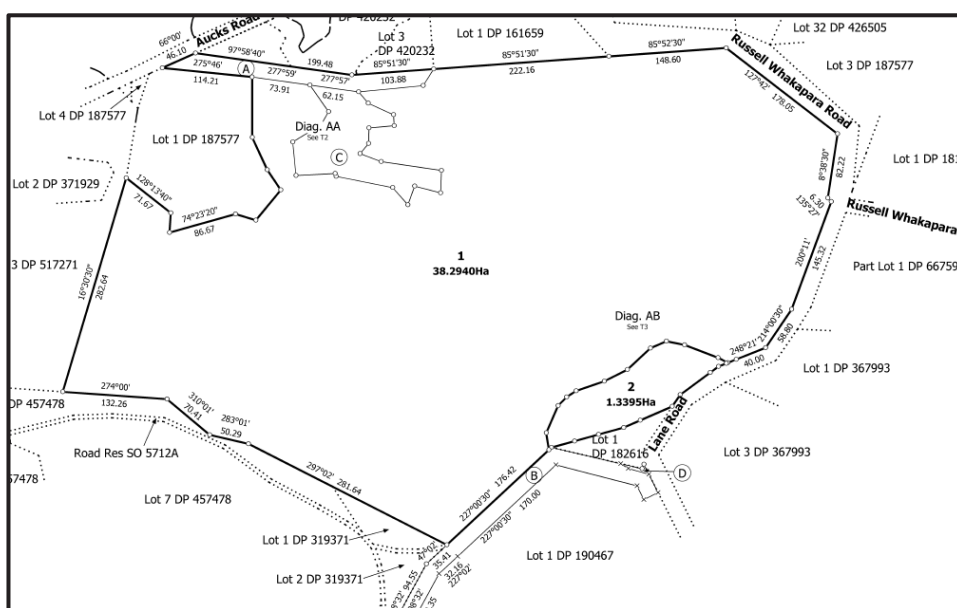 DP 420232
Aucks Road
66°00'
46.10
97°58'40"
199.48
275°46'
A
114.21
277°59'
73.91
277°57'
62.15
Lot 3
DP 420232
85°51'30"
103.88
Lot 1 DP 161659
85°51'30"
222.16
85°52'30"
148.60
Lot 32 DP 426505
Russell Whakapara Road
127°42'
178.05
Lot 3 DP 187577
Lot 4 DP 187577
Lot 1 DP 187577
Diag. AA
See T2
C
8°38'30"
82.22
Lot 1 DP 181
Lot 2 DP 371929
128°13'40"
71.67
74°23'20"
86.67
6.30
135°27'
Russell Whakapara
3 DP 517271
16°30'30"
282.64
1
38.2940Ha
200°11'
145.32
Part Lot 1 DP 66759
Diag. AB
See T3
248°21'
40.00
214°00'30"
58.80
274°00'
132.26
2
1.3395Ha
Lot 1 DP 367993
DP 457478
310°01'
70.41
283°01'
50.29
Lane Road
Road Res SO 5712A
Lot 1
DP 182616
Lot 3 DP 367993
57478
Lot 7 DP 457478
297°02'
281.64
227°00'30"
176.42
B
D
227°00'30"
170.00
Lot 1 DP 319371
Lot 1 DP 190467
47°02'
35.41
32.16
227°02'
Lot 2 DP 319371
94.55